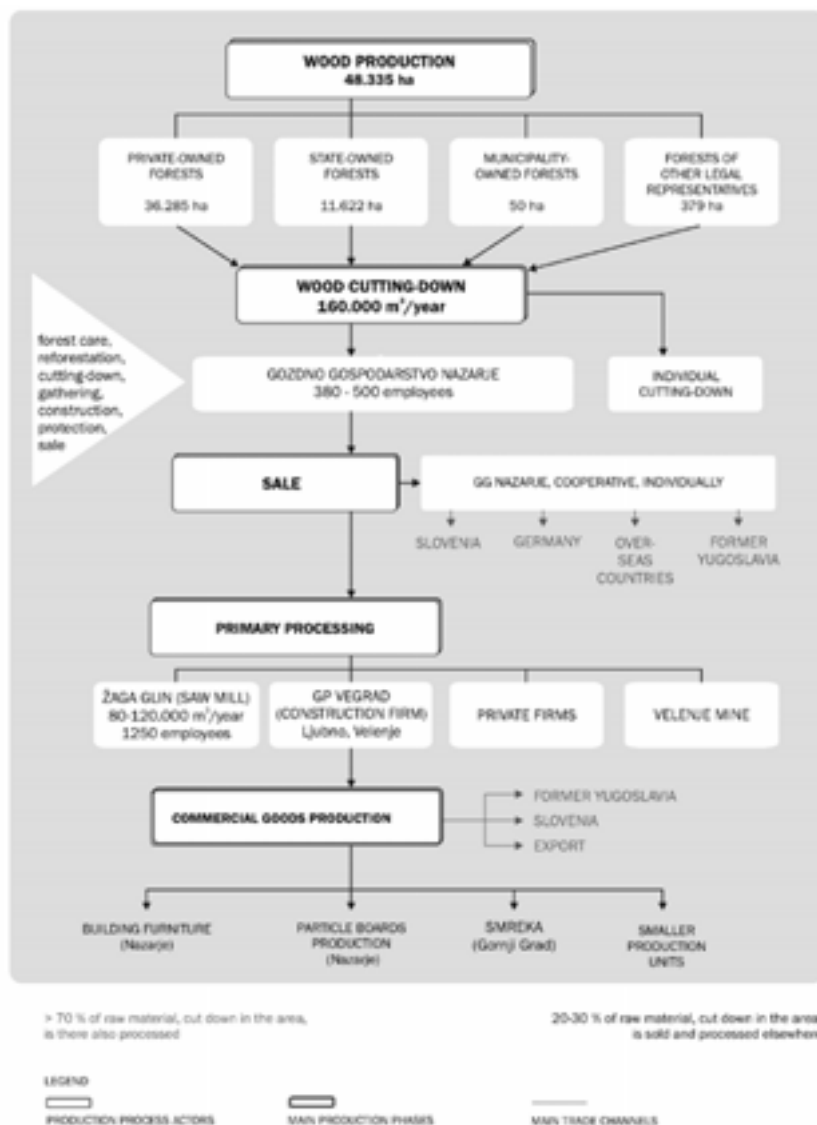 WOOD PRODUCTION
48.335 ha
PRIVATE-OWNED
FORESTS
36.285 ha
STATE-OWNED
FORESTS
11.622 ha
MUNICIPALITY-
OWNED FORESTS
50 ha
FORESTS OF
OTHER LEGAL
REPRESENTATIVES
379 ha
WOOD CUTTING-DOWN
160.000 m³/year
forest care,
reforestation,
cutting-down,
gathering,
construction,
protection,
sale
GOZDNO GOSPODARSTVO NAZARJE
380 - 500 employees
INDIVIDUAL
CUTTING-DOWN
SALE
GG NAZARJE, COOPERATIVE, INDIVIDUALLY
SLOVENIA
GERMANY
OVER-
SEAS
COUNTRIES
FORMER
YUGOSLAVIA
PRIMARY PROCESSING
ŽAGA GLIN (SAW MILL)
80-120.000 m³/year
1250 employees
GP VEGRAD
(CONSTRUCTION FIRM)
Ljubno, Velenje
PRIVATE FIRMS
VELENJE MINE
COMMERCIAL GOODS PRODUCTION
FORMER YUGOSLAVIA
SLOVENIA
EXPORT
BUILDING FURNITURE
(Nazarje)
PARTICLE BOARDS
PRODUCTION
(Nazarje)
SMREKA
(Gornji Grad)
SMALLER
PRODUCTION
UNITS
> 70 % of raw material, cut down in the area,
is there also processed
20-30 % of raw material, cut down in the area
is sold and processed elsewhere
LEGEND
PRODUCTION PROCESS ACTORS
MAIN PRODUCTION PHASES
MAIN TRADE CHANNELS